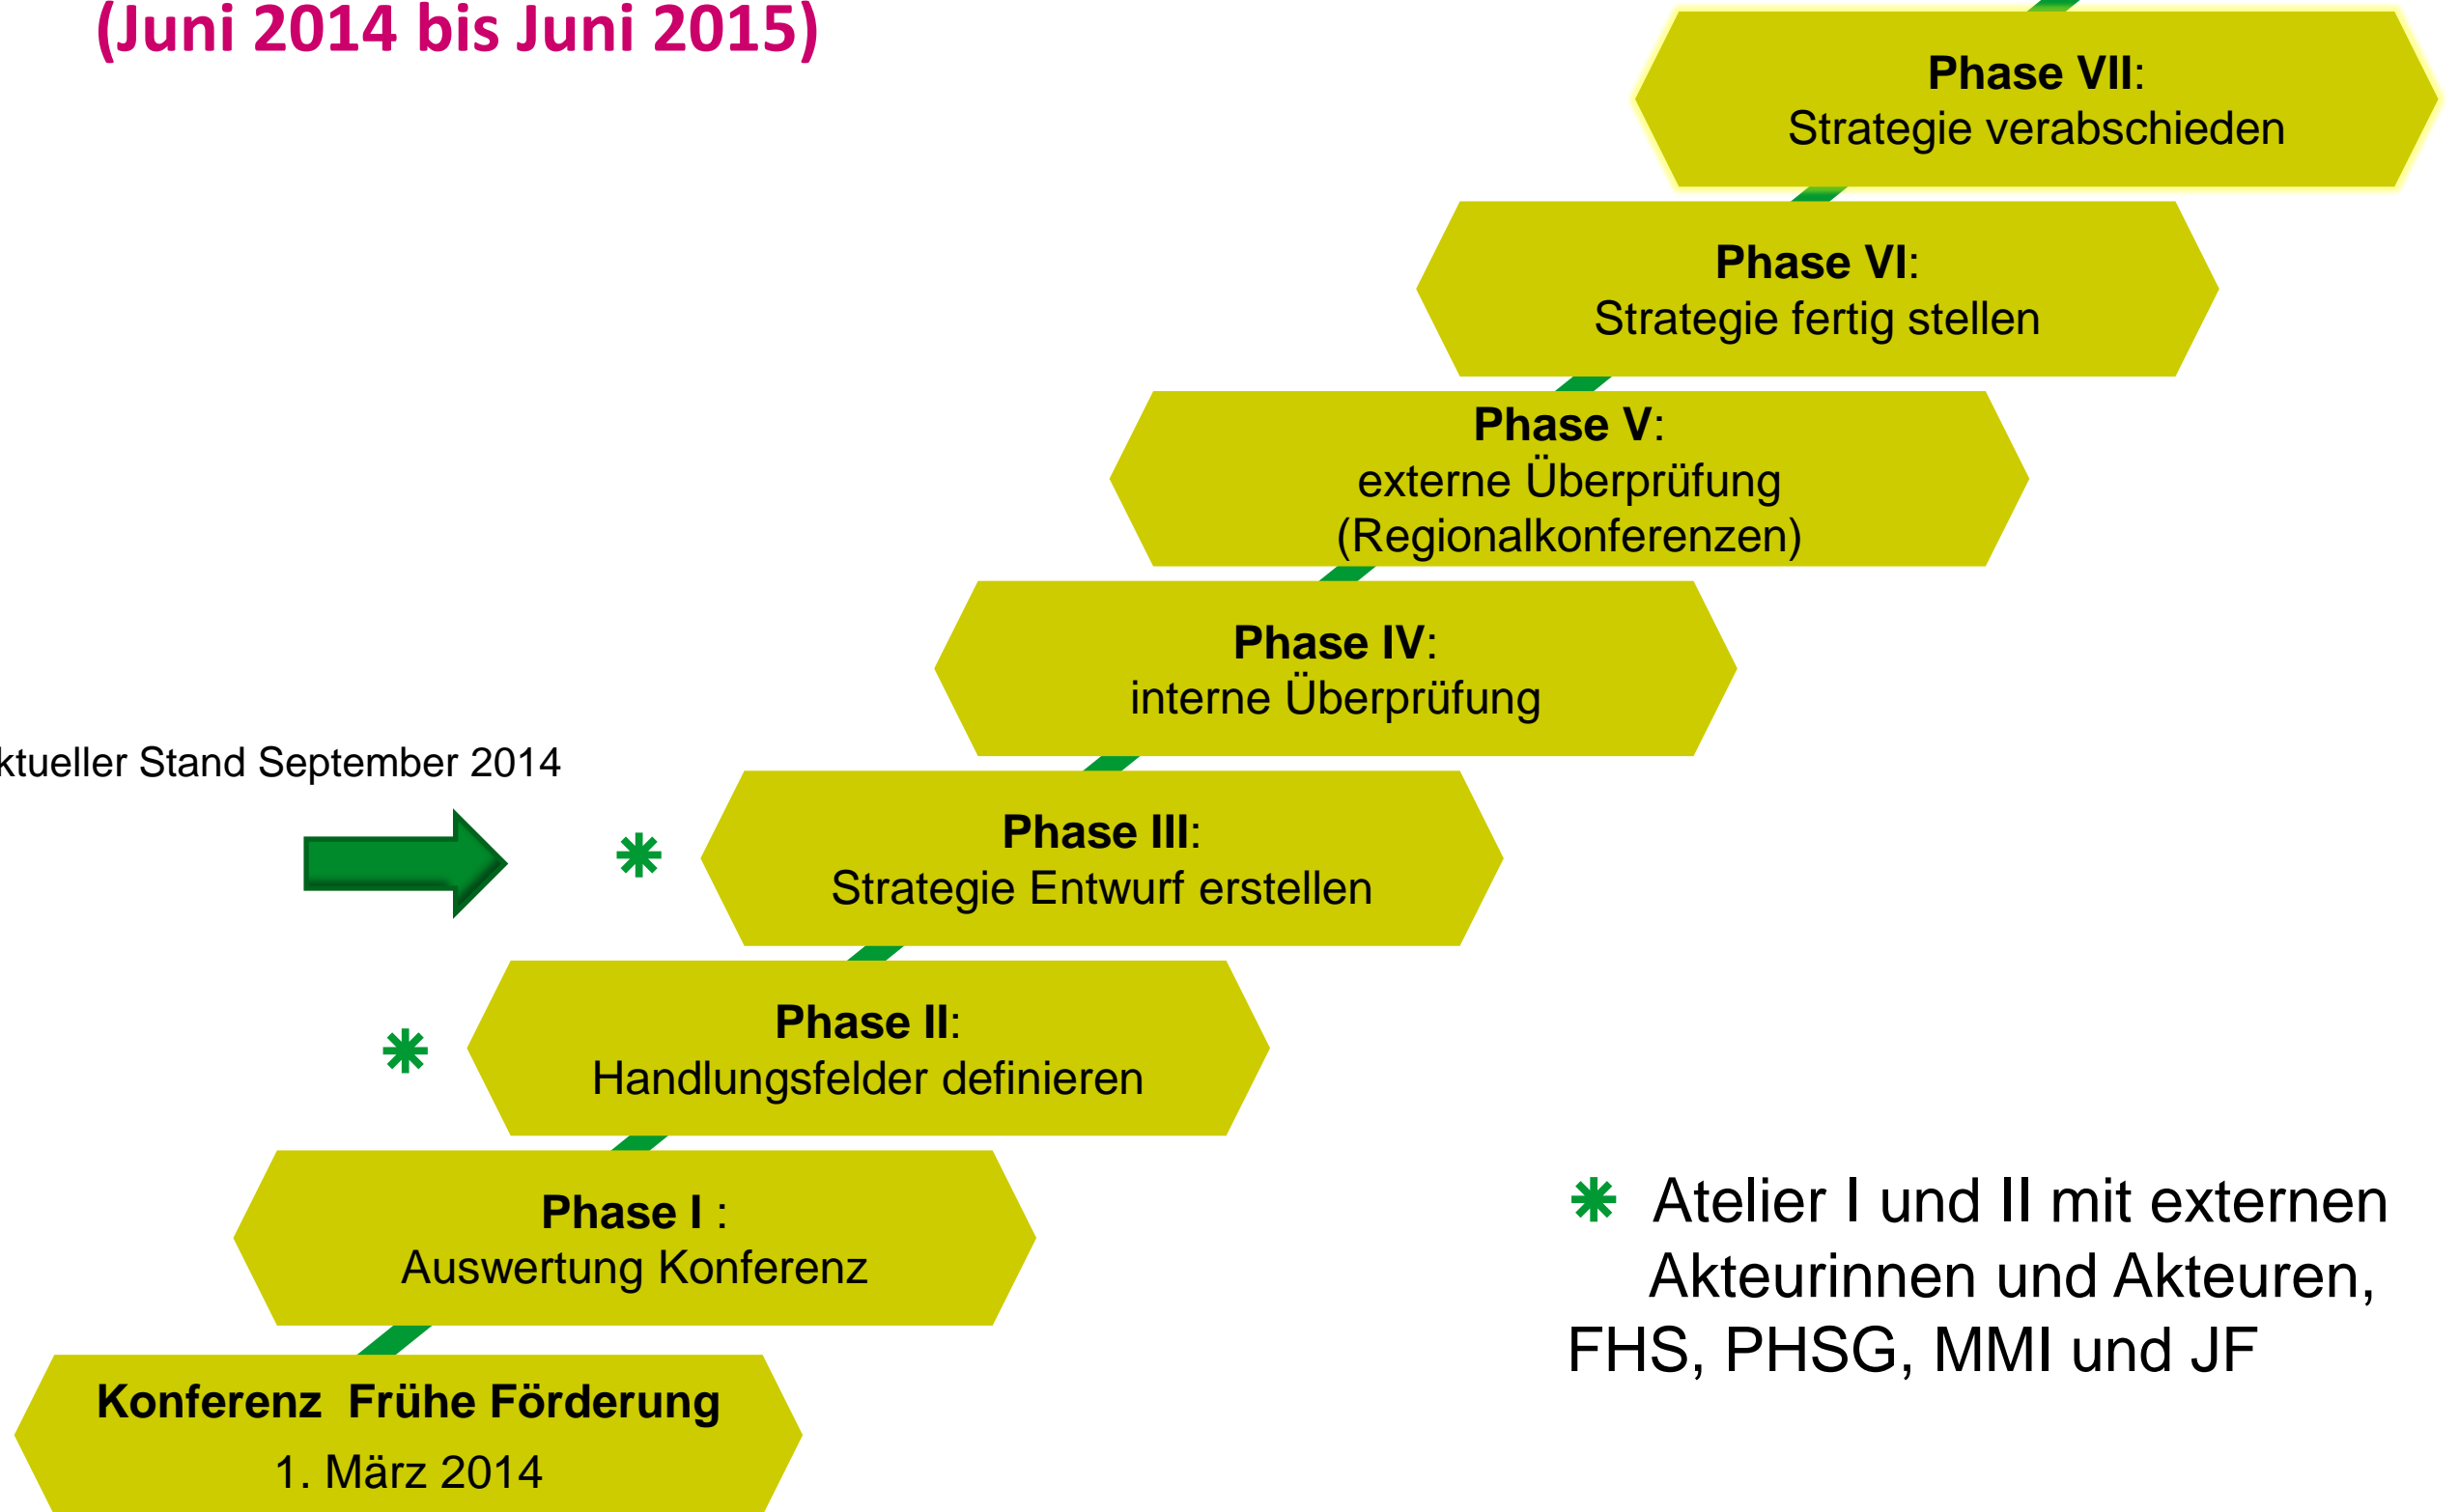 (Juni 2014 bis Juni 2015)
Phase VII:
Strategie verabschieden
Phase VI:
Strategie fertig stellen
Phase V:
externe Überprüfung
(Regionalkonferenzen)
Phase IV:
interne Überprüfung
ktueller Stand September 2014
Phase III:
Strategie Entwurf erstellen
Phase II:
Handlungsfelder definieren
Phase I :
Auswertung Konferenz
Konferenz Frühe Förderung
1. März 2014
Atelier I und II mit externen
Akteurinnen und Akteuren,
FHS, PHSG, MMI und JF